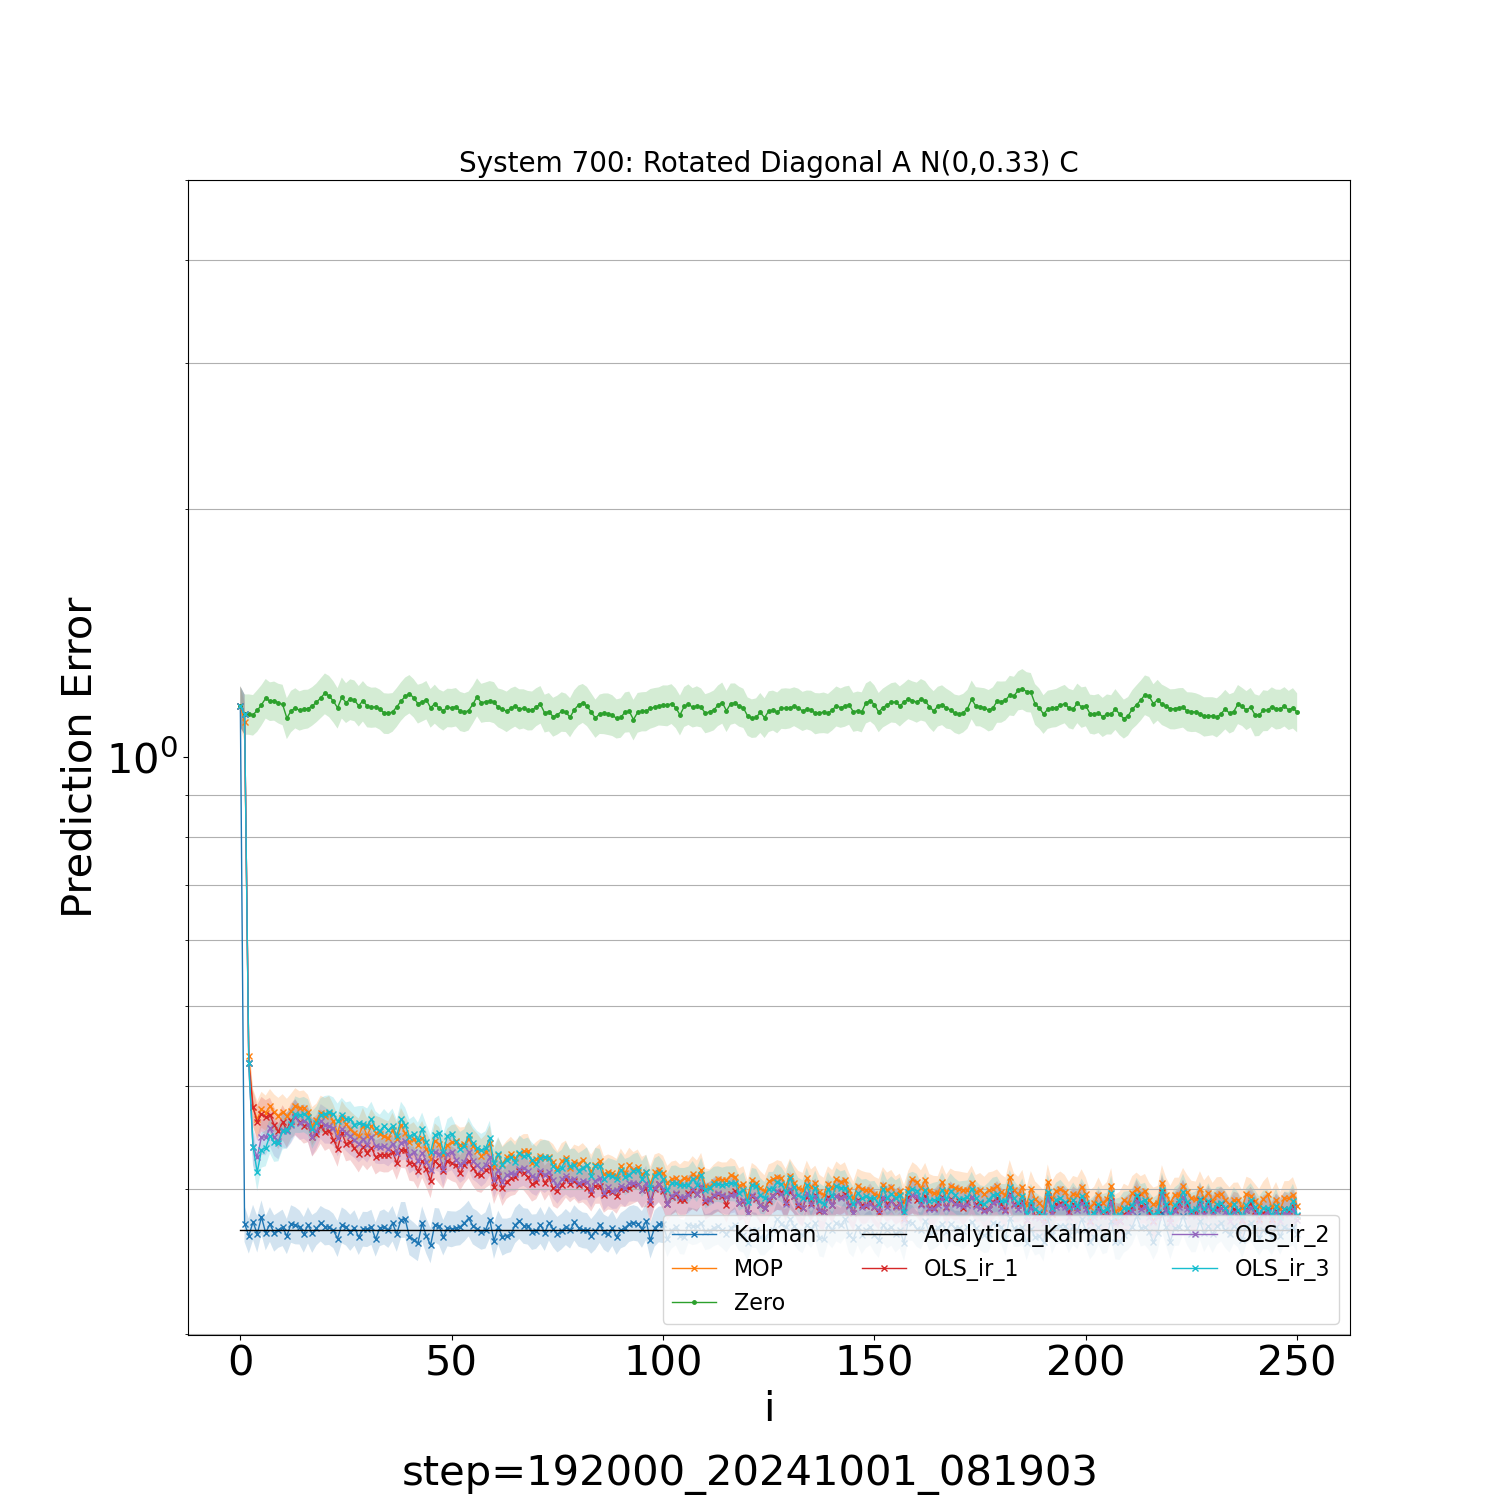 System 700: Rotated Diagonal A N(0,0.33) C
Prediction Error
10⁰
Kalman
MOP
Zero
Analytical_Kalman
OLS_ir_1
OLS_ir_2
OLS_ir_3
0 50 100 150 200 250
i
step=192000_20241001_081903